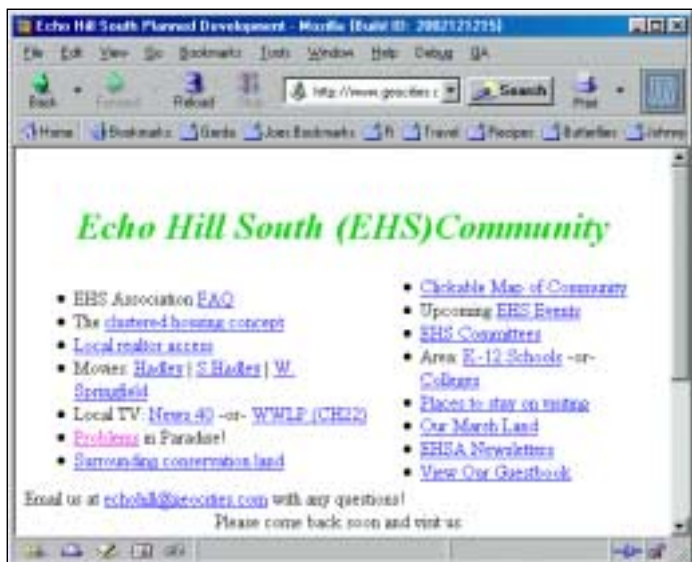 Echo Hill South Planned Development - Mozilla {Build ID: 2002121215}
File Edit View Go Bookmarks Tools Window Help Debug QA
Back Forward Reload Stop http://www.geocities.c Search Print
Home Bookmarks Joes Bookmarks Travel Recipes Butterflies Johnny
Echo Hill South (EHS)Community
EHS Association FAQ
The clustered housing concept
Local realtor access
Movies: Hadley | S.Hadley | W.
Springfield
Local TV: News 40 -or- WWLP (CH22)
Problems in Paradise!
Surrounding conservation land
Clickable Map of Community
Upcoming EHS Events
EHS Committees
Area: K-12 Schools -or-
Colleges
Places to stay on visiting
Our Marsh Land
EHSA Newsletters
View Our Guestbook
Email us at echohill@geocities.com with any questions!
Please come back soon and visit us